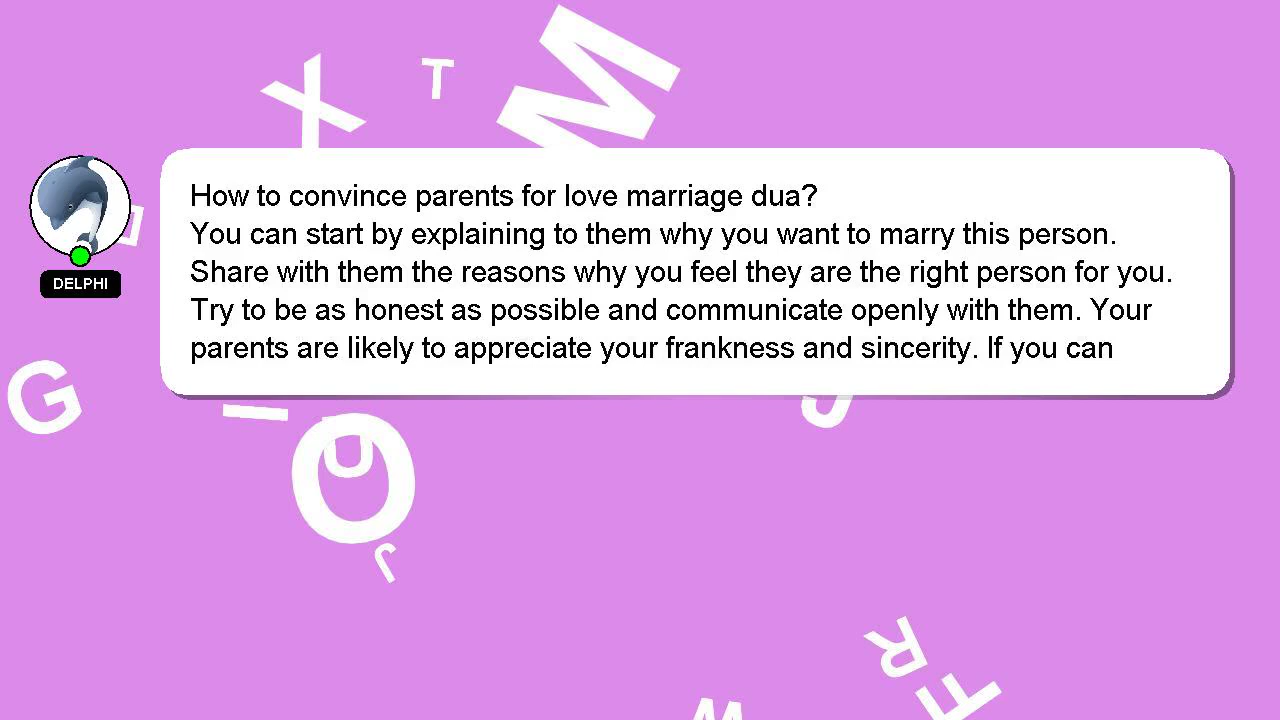 X
T
M
How to convince parents for love marriage dua?
You can start by explaining to them why you want to marry this person.
Share with them the reasons why you feel they are the right person for you.
Try to be as honest as possible and communicate openly with them. Your
parents are likely to appreciate your frankness and sincerity. If you can
DELPHI
G
I
J
O
U
J
R
F
W